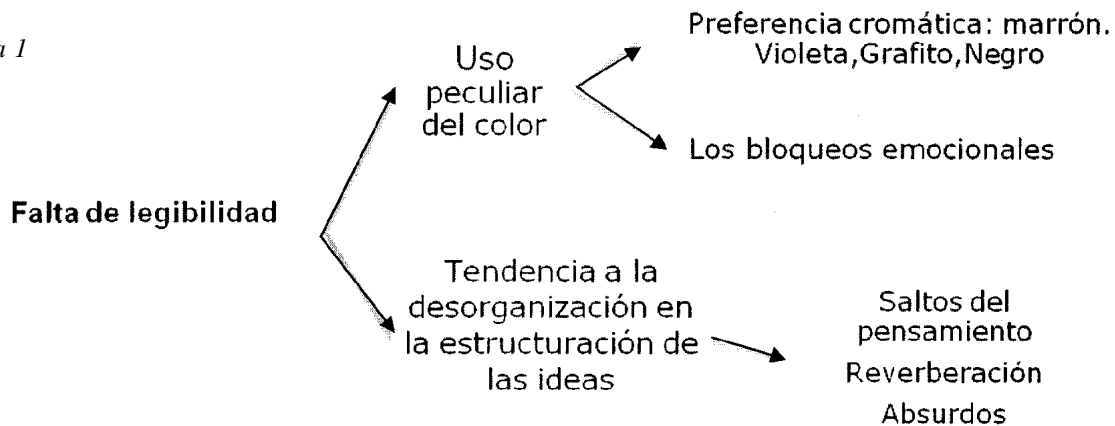 a 1
Preferencia cromática: marrón.
Violeta,Grafito,Negro
Uso
peculiar
del color
Los bloqueos emocionales
Falta de legibilidad
Tendencia a la
desorganización en
la estructuración de
las ideas
Saltos del
pensamiento
Reverberación
Absurdos